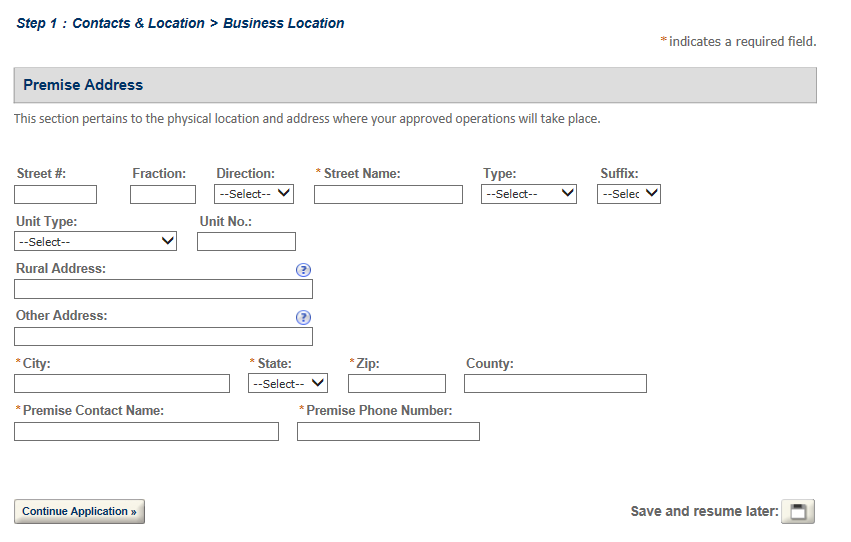 Step 1 : Contacts & Location > Business Location
* indicates a required field.
Premise Address
This section pertains to the physical location and address where your approved operations will take place.
Street #: Fraction: Direction: * Street Name: Type: Suffix:
--Select-- --Select-- --Selec
Unit Type: Unit No.:
--Select--
Rural Address: ?
Other Address: ?
* City: * State: * Zip: County:
--Select--
* Premise Contact Name: * Premise Phone Number:
Continue Application » Save and resume later: